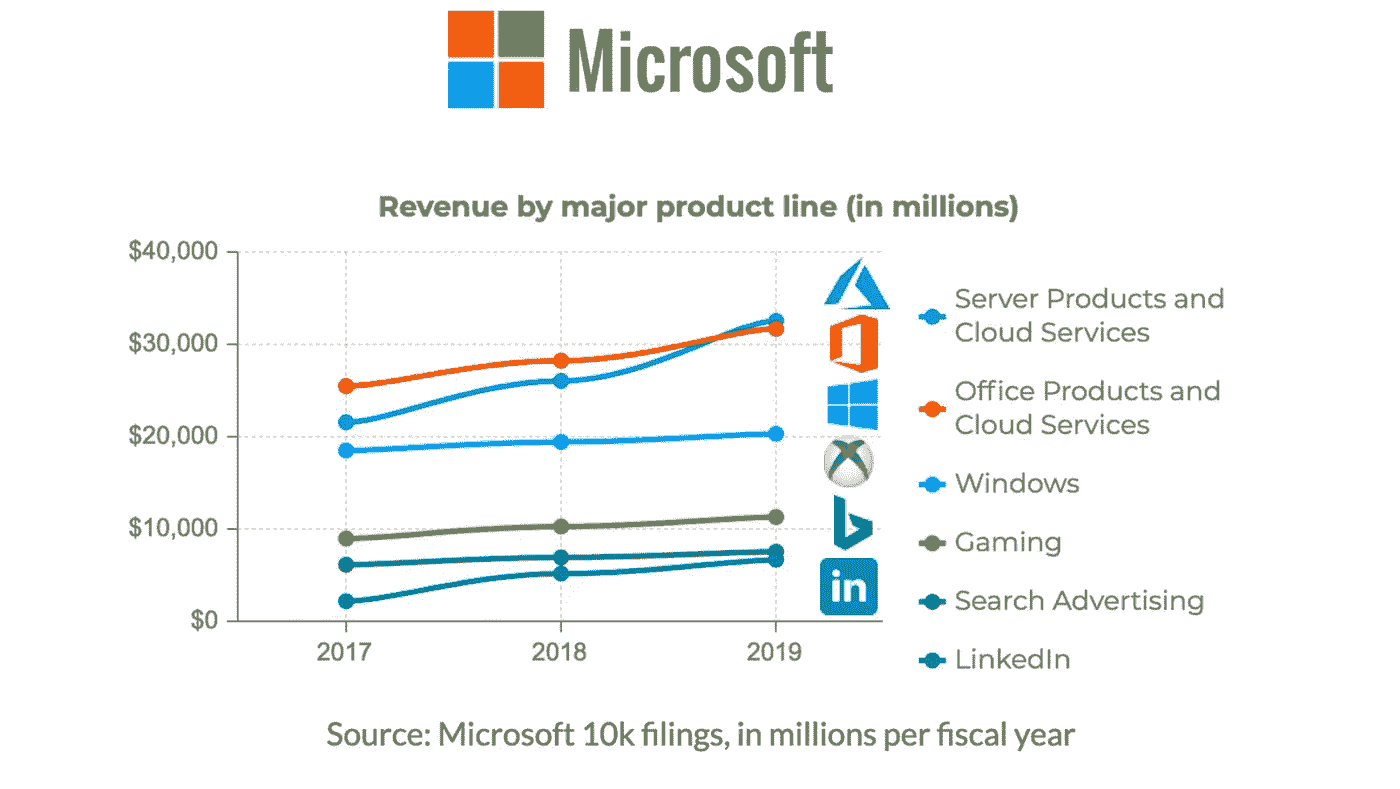 Microsoft
Revenue by major product line (in millions)
$40,000
$30,000
$20,000
$10,000
$0
2017
2018
2019
in
Server Products and
Cloud Services
Office Products and
Cloud Services
Windows
Gaming
Search Advertising
LinkedIn
Source: Microsoft 10k filings, in millions per fiscal year